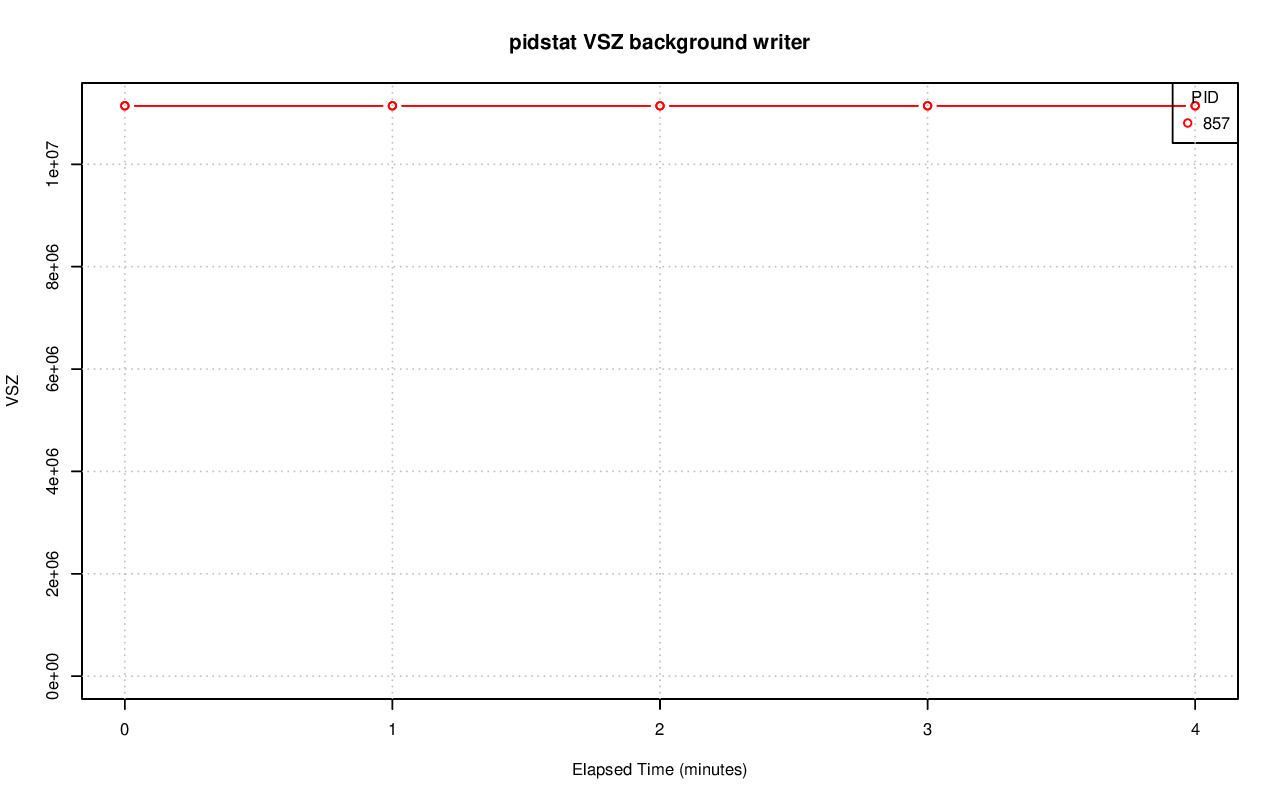 pidstat VSZ background writer
PID
857
1e+07
8e+06
6e+06
4e+06
2e+06
0e+00
VSZ
0 1 2 3 4
Elapsed Time (minutes)